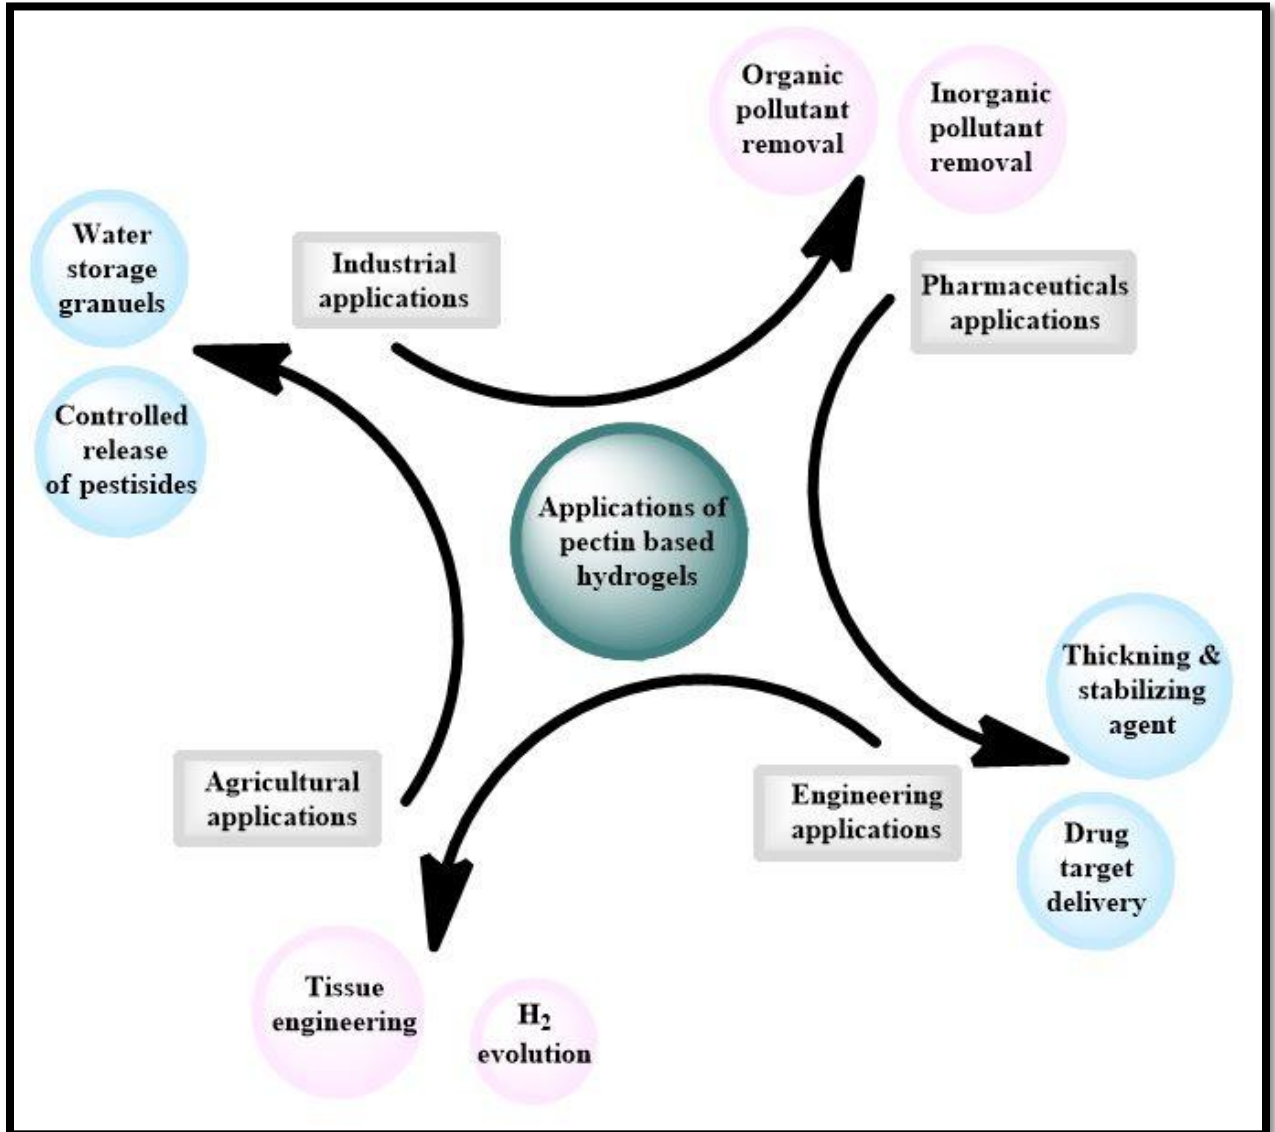 Organic
pollutant
removal
Inorganic
pollutant
removal
Water
storage
granuels
Industrial
applications
Pharmaceuticals
applications
Controlled
release
of pestisides
Applications of
pectin based
hydrogels
Thickning &
stabilizing
agent
Agricultural
applications
Engineering
applications
Drug
target
delivery
Tissue
engineering
H₂
evolution